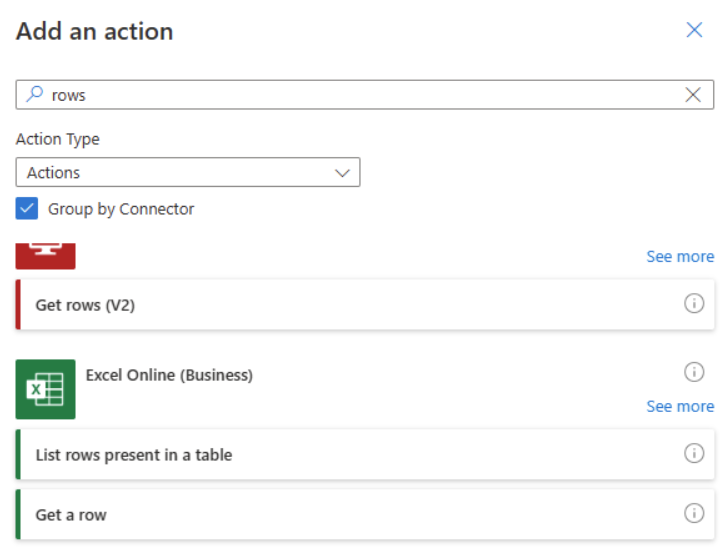 Add an action
rows
Action Type
Actions
Group by Connector
See more
Get rows (V2)
Excel Online (Business)
See more
List rows present in a table
Get a row